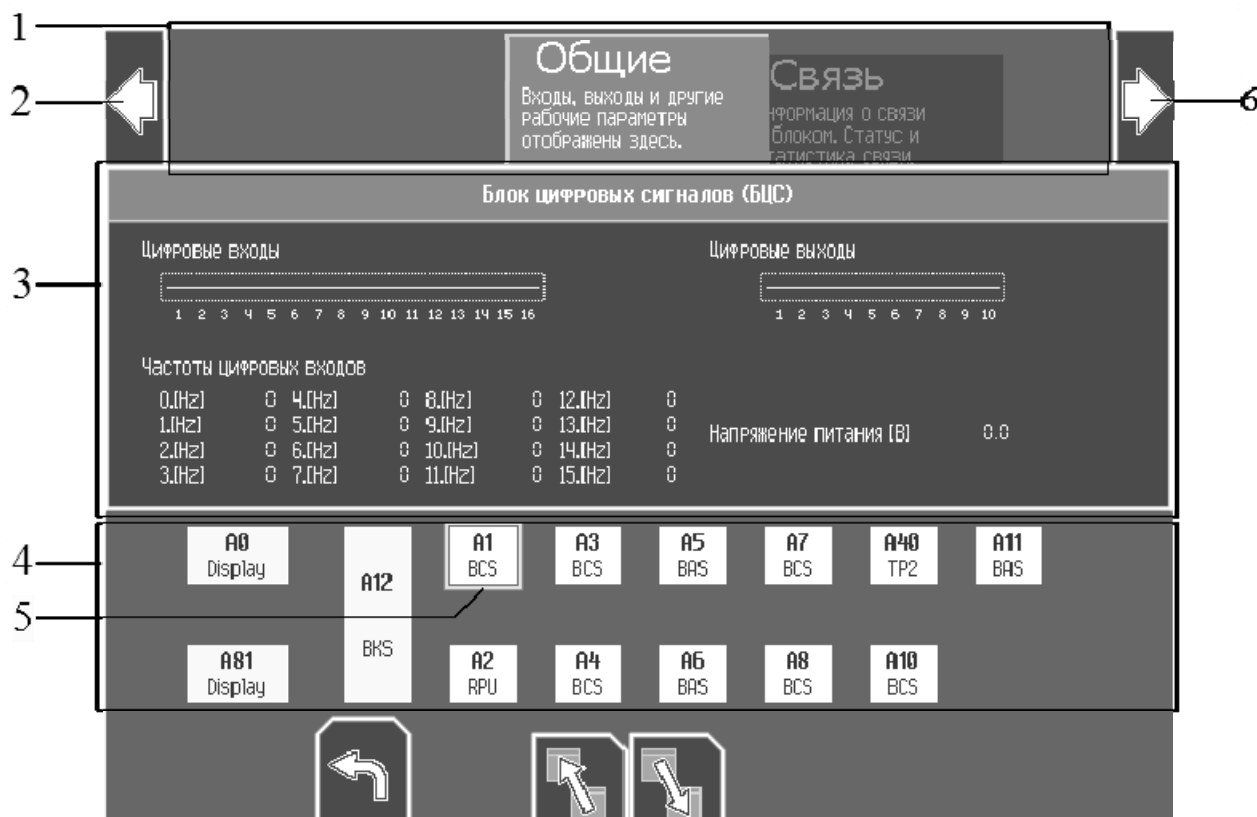 1
2
3
4
5
6
Общие
Входы, выходы и другие
рабочие параметры
отображены здесь.
Связь
нформация о связи
блоком. Статус и
татистика связи.
Блок цифровых сигналов (БЦС)
Цифровые входы
1 2 3 4 5 6 7 8 9 10 11 12 13 14 15 16
Цифровые выходы
1 2 3 4 5 6 7 8 9 10
Частоты цифровых входов
0.[Hz] 0 4.[Hz] 0 8.[Hz] 0 12.[Hz] 0
1.[Hz] 0 5.[Hz] 0 9.[Hz] 0 13.[Hz] 0
2.[Hz] 0 6.[Hz] 0 10.[Hz] 0 14.[Hz] 0
3.[Hz] 0 7.[Hz] 0 11.[Hz] 0 15.[Hz] 0
Напряжение питания [В] 0.0
A0
Display
A12
BKS
A1
BCS
A3
BCS
A5
BAS
A7
BCS
A40
TP2
A11
BAS
A81
Display
A2
RPU
A4
BCS
A6
BAS
A8
BCS
A10
BCS